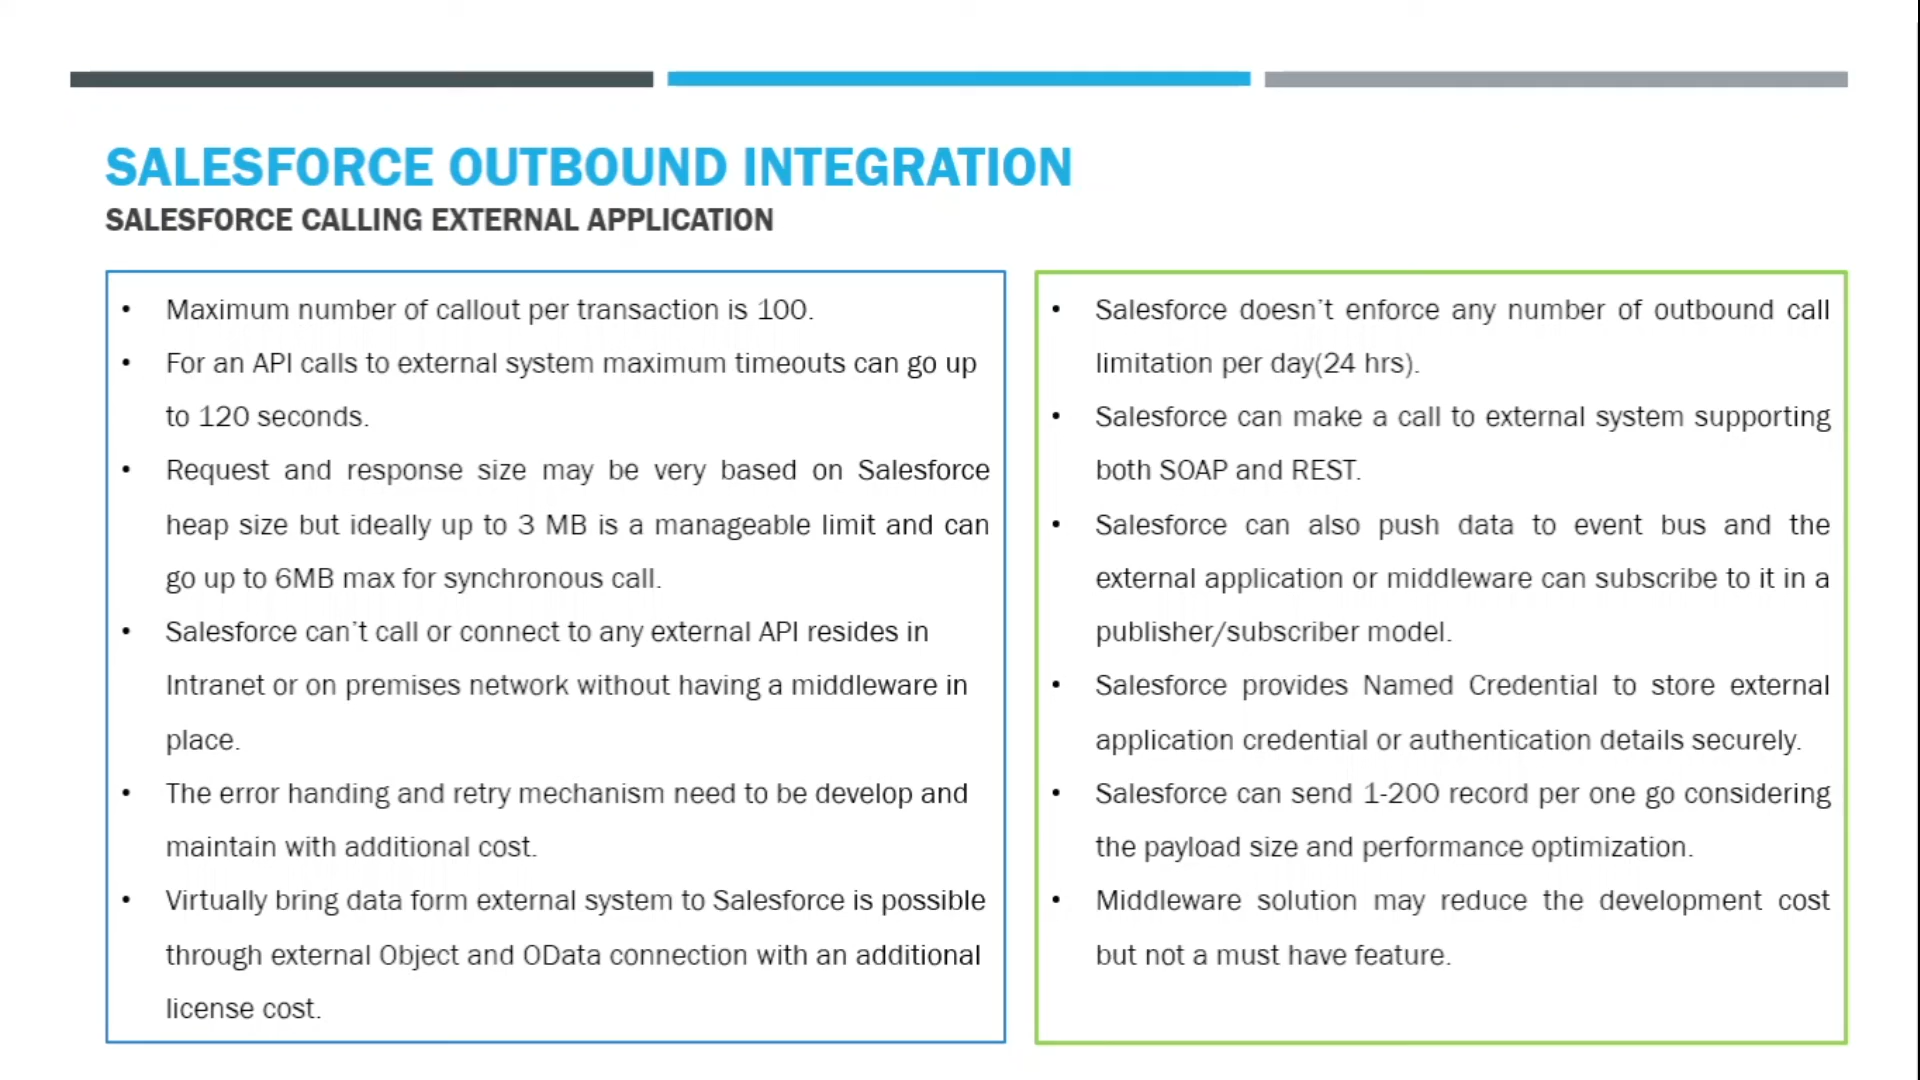 SALESFORCE OUTBOUND INTEGRATION
SALESFORCE CALLING EXTERNAL APPLICATION
• Maximum number of callout per transaction is 100.
• For an API calls to external system maximum timeouts can go up
to 120 seconds.
• Request and response size may be very based on Salesforce
heap size but ideally up to 3 MB is a manageable limit and can
go up to 6MB max for synchronous call.
• Salesforce can't call or connect to any external API resides in
Intranet or on premises network without having a middleware in
place.
• The error handing and retry mechanism need to be develop and
maintain with additional cost.
• Virtually bring data form external system to Salesforce is possible
through external Object and OData connection with an additional
license cost.
• Salesforce doesn't enforce any number of outbound call
limitation per day(24 hrs).
• Salesforce can make a call to external system supporting
both SOAP and REST.
• Salesforce can also push data to event bus and the
external application or middleware can subscribe to it in a
publisher/subscriber model.
• Salesforce provides Named Credential to store external
application credential or authentication details securely.
• Salesforce can send 1-200 record per one go considering
the payload size and performance optimization.
• Middleware solution may reduce the development cost
but not a must have feature.